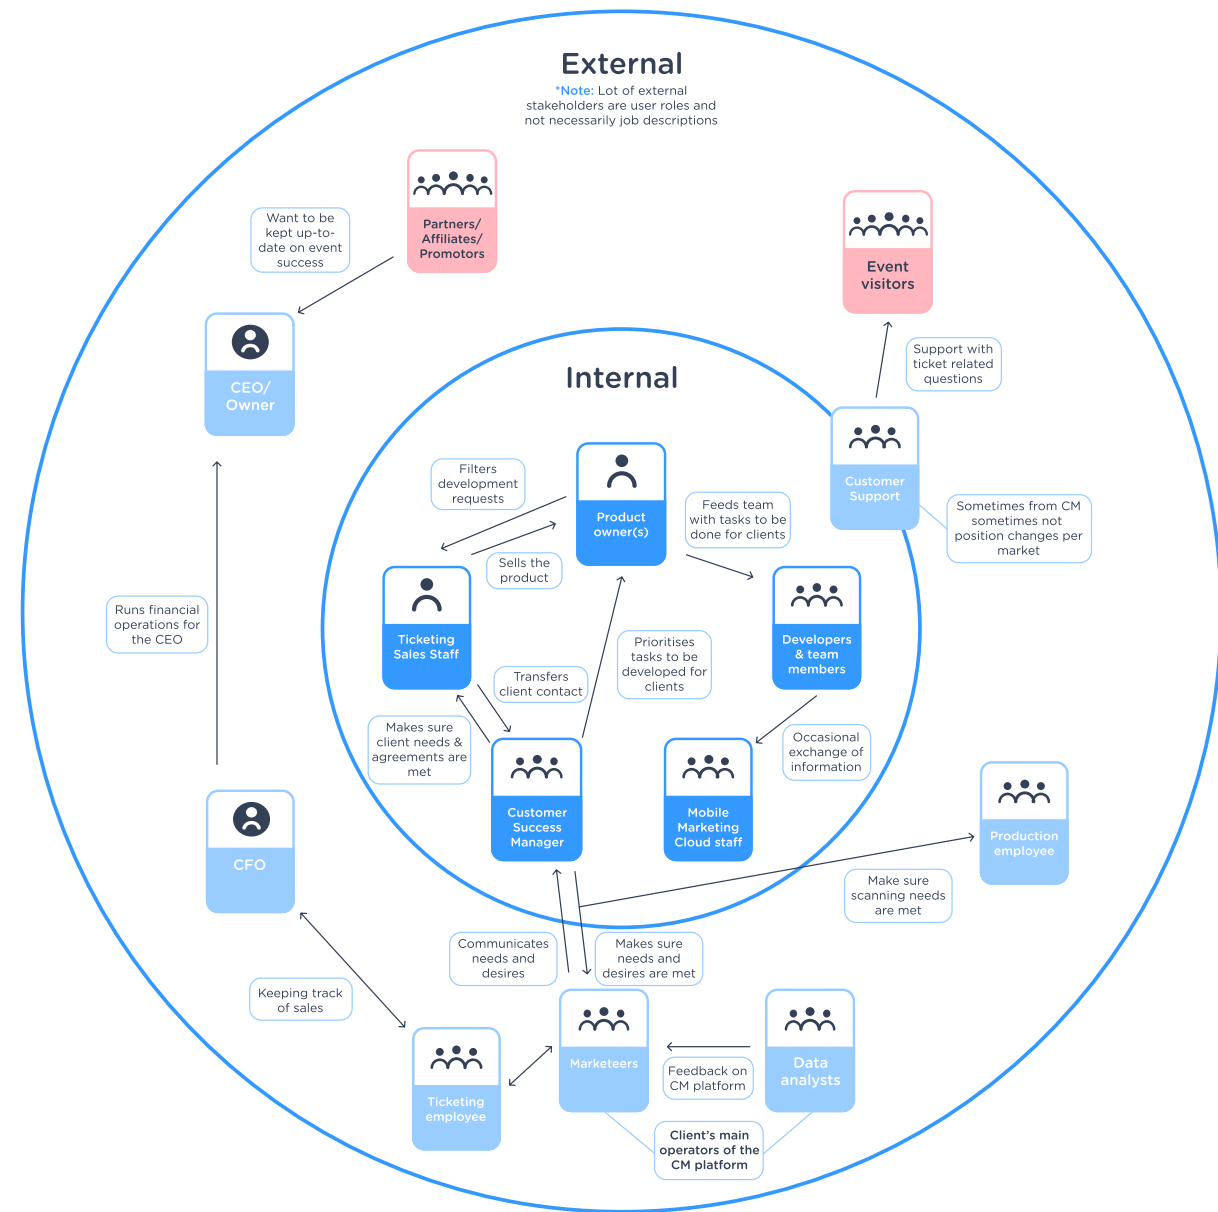 External
*Note: Lot of external
stakeholders are user roles and
not necessarily job descriptions
Partners/
Affiliates/
Promotors
Want to be
kept up-to-
date on event
success
Event
visitors
CEO/
Owner
Support with
ticket related
questions
Internal
Customer
Support
Sometimes from CM
sometimes not
position changes per
market
Filters
development
requests
Product
owner(s)
Feeds team
with tasks to be
done for clients
Sells the
product
Ticketing
Sales Staff
Developers
& team
members
Runs financial
operations for
the CEO
Prioritises
tasks to be
developed for
clients
Transfers
client contact
Makes sure
client needs &
agreements are
met
Occasional
exchange of
information
Customer
Success
Manager
Mobile
Marketing
Cloud staff
Production
employee
CFO
Make sure
scanning needs
are met
Communicates
needs and
desires
Makes sure
needs and
desires are met
Keeping track
of sales
Marketeers
Feedback on
CM platform
Data
analysts
Ticketing
employee
Client's main
operators of the
CM platform